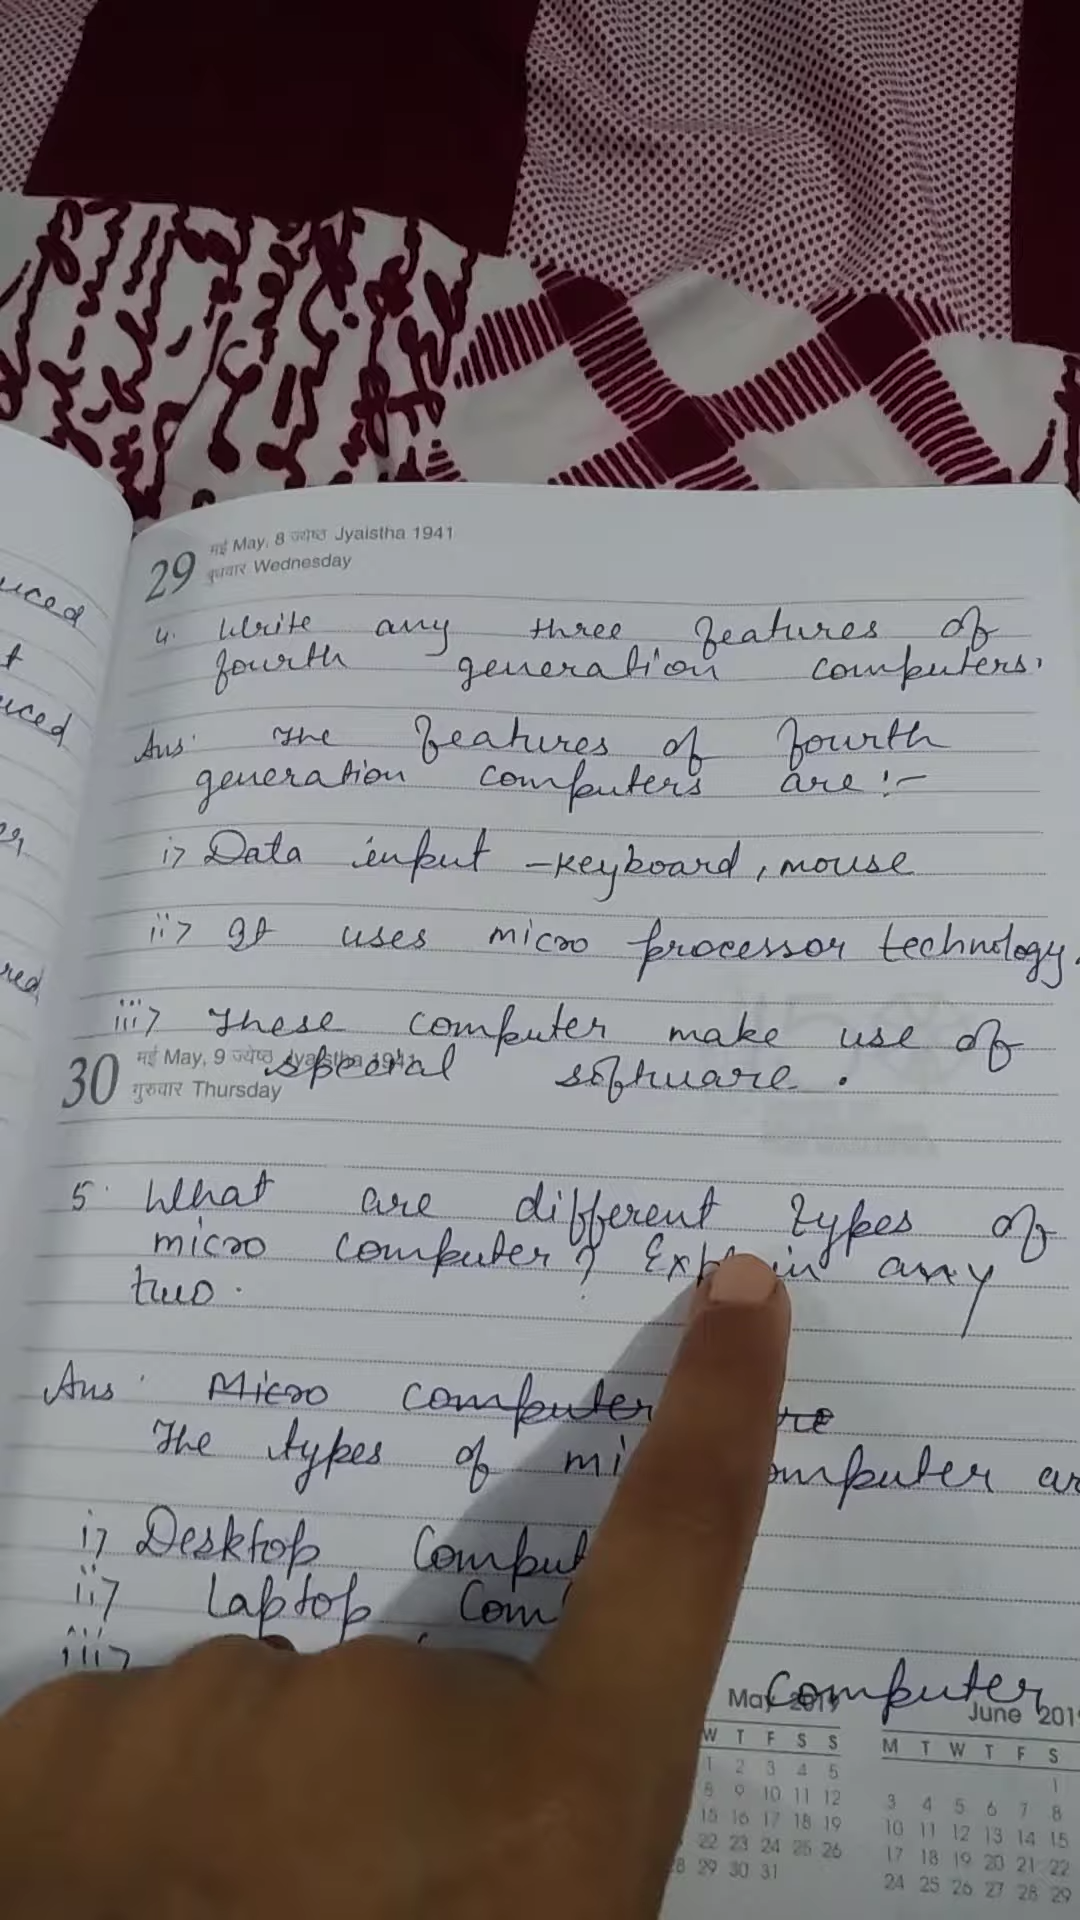 uced
t
uced
red
29 मई May, 8 ज्येष्ठ Jyaistha 1941
बुधवार Wednesday
4. Write any three features of
fourth generation computers.
Ans. The features of fourth
generation computers are :-
i> Data input - keyboard, mouse
ii> It uses micro processor technology.
iii> These computer make use of
special software.
30 मई May, 9 ज्येष्ठ Jyaistha 1941
गुरुवार Thursday
5. What are different types of
micro computer? Explain any
two.
Ans. Micro computer
The types of mi omputer ar
i> Desktop Comput
ii> Laptop Com
iii>
Computer
May 2019 June 201
W T F S S M T W T F S
1 2 3 4 5 1
8 9 10 11 12 3 4 5 6 7 8
15 16 17 18 19 10 11 12 13 14 15
22 23 24 25 26 17 18 19 20 21 22
28 29 30 31 24 25 26 27 28 29